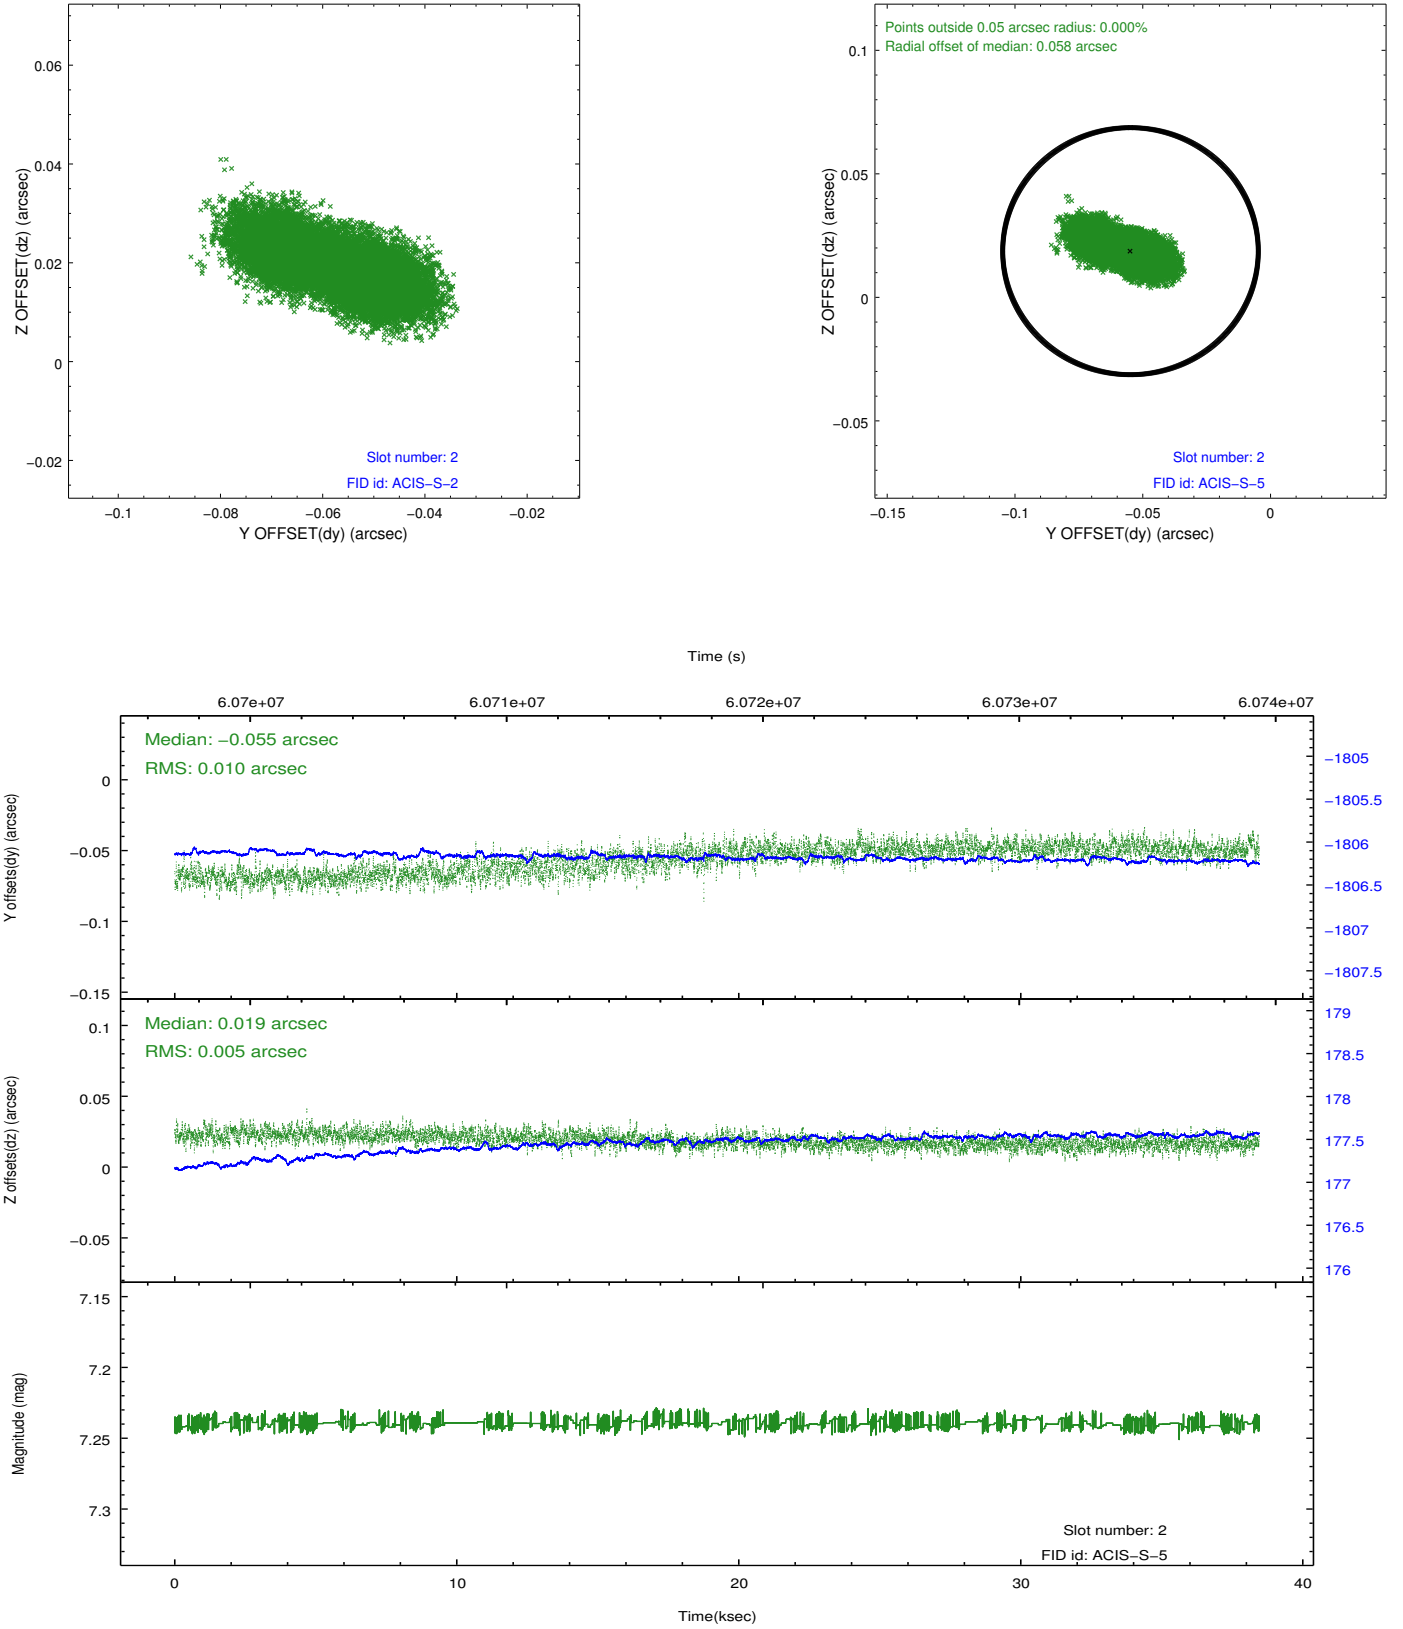 0.06
0.04
0.02
0
−0.02
Z OFFSET(dz) (arcsec)
Slot number: 2
FID id: ACIS−S−2
−0.1 −0.08 −0.06 −0.04 −0.02
Y OFFSET(dy) (arcsec)
Points outside 0.05 arcsec radius: 0.000%
Radial offset of median: 0.058 arcsec
0.1
0.05
0
−0.05
Z OFFSET(dz) (arcsec)
Slot number: 2
FID id: ACIS−S−5
−0.15 −0.1 −0.05 0
Y OFFSET(dy) (arcsec)
Time (s)
6.07e+07 6.071e+07 6.072e+07 6.073e+07 6.074e+07
Median: −0.055 arcsec
RMS: 0.010 arcsec
0
−0.05
−0.1
−0.15
Y offsets(dy) (arcsec)
−1805
−1805.5
−1806
−1806.5
−1807
−1807.5
Median: 0.019 arcsec
RMS: 0.005 arcsec
0.1
0.05
0
−0.05
Z offsets(dz) (arcsec)
179
178.5
178
177.5
177
176.5
176
7.15
7.2
7.25
7.3
Magnitude (mag)
Slot number: 2
FID id: ACIS−S−5
0 10 20 30 40
Time(ksec)